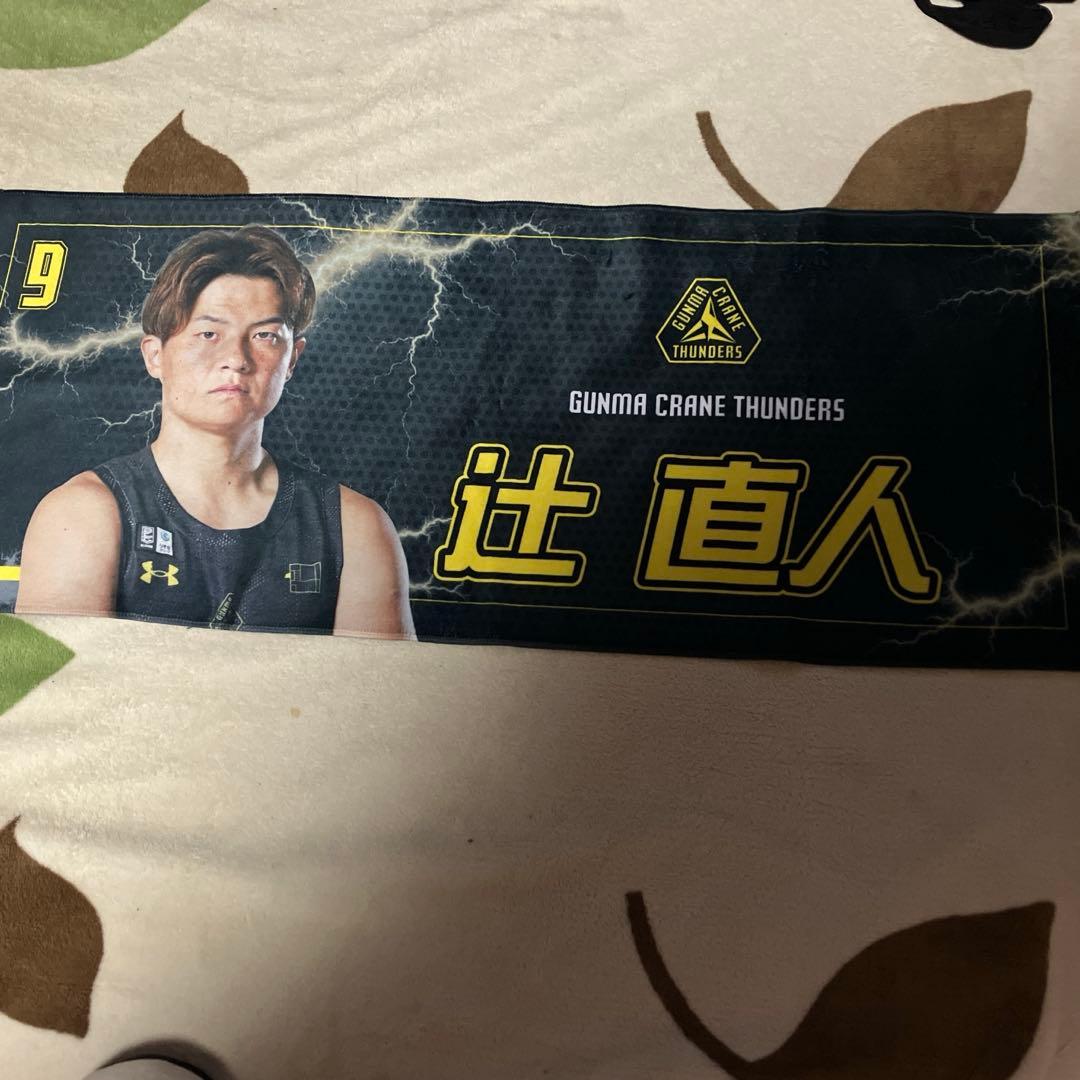 9
GUNMA CRANE
THUNDERS
GUNMA CRANE THUNDERS
辻 直人